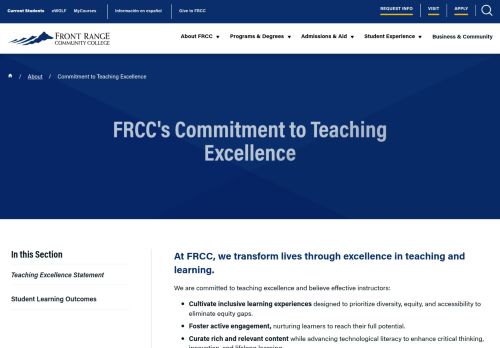 Current Students eWOLF MyCourses Información en español Give to FRCC REQUEST INFO VISIT APPLY
FRONT RANGE
COMMUNITY COLLEGE
About FRCC Programs & Degrees Admissions & Aid Student Experience Business & Community
/ About / Commitment to Teaching Excellence
FRCC's Commitment to Teaching
Excellence
In this Section
Teaching Excellence Statement
Student Learning Outcomes
At FRCC, we transform lives through excellence in teaching and
learning.
We are committed to teaching excellence and believe effective instructors:
• Cultivate inclusive learning experiences designed to prioritize diversity, equity, and accessibility to
eliminate equity gaps.
• Foster active engagement, nurturing learners to reach their full potential.
• Curate rich and relevant content while advancing technological literacy to enhance critical thinking,